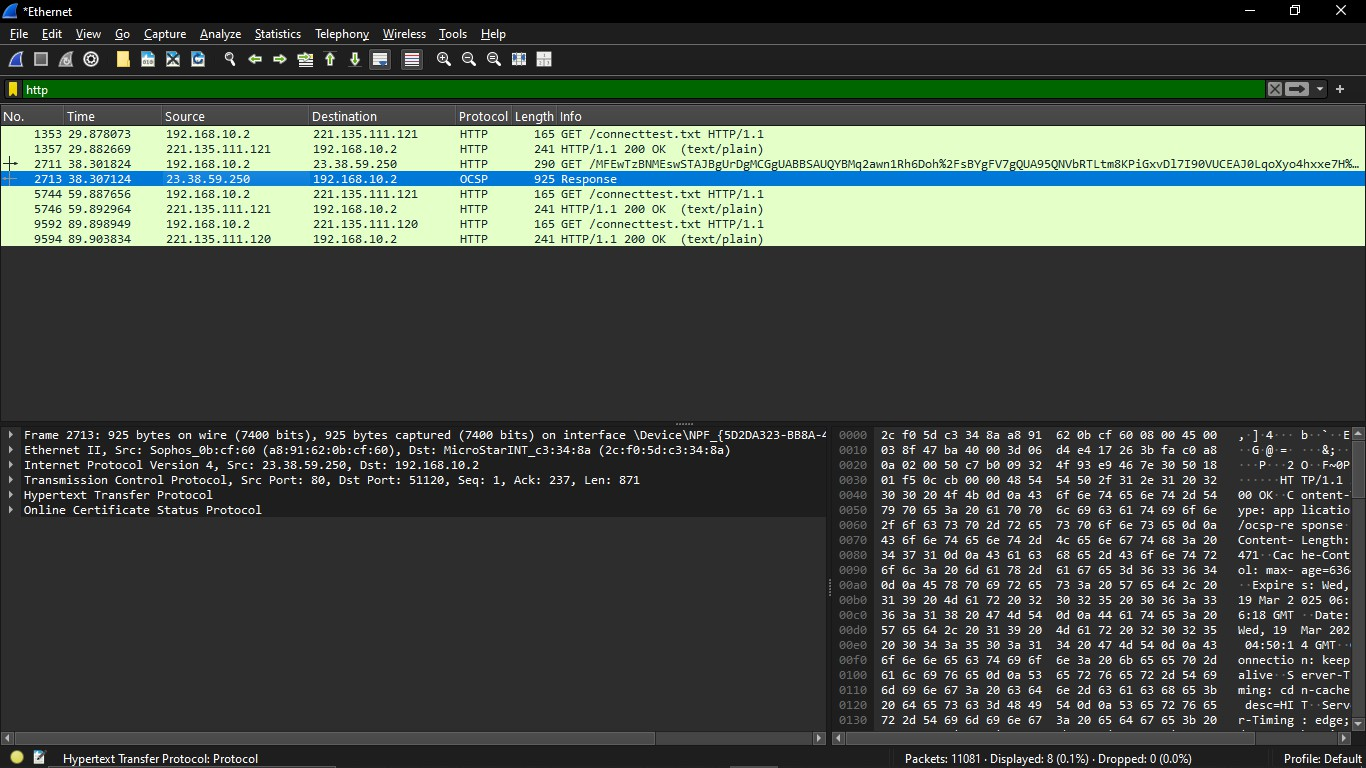 *Ethernet
File Edit View Go Capture Analyze Statistics Telephony Wireless Tools Help
http
No. Time Source Destination Protocol Length Info
1353 29.878073 192.168.10.2 221.135.111.121 HTTP 165 GET /connecttest.txt HTTP/1.1
1357 29.882669 221.135.111.121 192.168.10.2 HTTP 241 HTTP/1.1 200 OK (text/plain)
2711 38.301824 192.168.10.2 23.38.59.250 HTTP 290 GET /MFEwTzBNMEswSTAJBgUrDgMCGgUABBSAUQYBMq2awn1Rh6Doh%2FsBYgFV7gQUA95QNVbRTLtm8KPiGxvDl7I90VUCEAJ0LqoXyo4hxxe7H%…
2713 38.307124 23.38.59.250 192.168.10.2 OCSP 925 Response
5744 59.887656 192.168.10.2 221.135.111.121 HTTP 165 GET /connecttest.txt HTTP/1.1
5746 59.892964 221.135.111.121 192.168.10.2 HTTP 241 HTTP/1.1 200 OK (text/plain)
9592 89.898949 192.168.10.2 221.135.111.120 HTTP 165 GET /connecttest.txt HTTP/1.1
9594 89.903834 221.135.111.120 192.168.10.2 HTTP 241 HTTP/1.1 200 OK (text/plain)
Frame 2713: 925 bytes on wire (7400 bits), 925 bytes captured (7400 bits) on interface \Device\NPF_{5D2DA323-BB8A-4
Ethernet II, Src: Sophos_0b:cf:60 (a8:91:62:0b:cf:60), Dst: MicroStarINT_c3:34:8a (2c:f0:5d:c3:34:8a)
Internet Protocol Version 4, Src: 23.38.59.250, Dst: 192.168.10.2
Transmission Control Protocol, Src Port: 80, Dst Port: 51120, Seq: 1, Ack: 237, Len: 871
Hypertext Transfer Protocol
Online Certificate Status Protocol
0000 2c f0 5d c3 34 8a a8 91 62 0b cf 60 08 00 45 00 ,·]·4··· b··`··E
0010 03 8f 47 ba 40 00 3d 06 d4 e4 17 26 3b fa c0 a8 ··G·@·=· ···&;··
0020 0a 02 00 50 c7 b0 09 32 4f 93 e9 46 7e 30 50 18 ···P···2 O··F~0P
0030 01 f5 0c cb 00 00 48 54 54 50 2f 31 2e 31 20 32 ······HT TP/1.1
0040 30 30 20 4f 4b 0d 0a 43 6f 6e 74 65 6e 74 2d 54 00 OK··C ontent-
0050 79 70 65 3a 20 61 70 70 6c 69 63 61 74 69 6f 6e ype: app licatio
0060 2f 6f 63 73 70 2d 72 65 73 70 6f 6e 73 65 0d 0a /ocsp-re sponse·
0070 43 6f 6e 74 65 6e 74 2d 4c 65 6e 67 74 68 3a 20 Content- Length:
0080 34 37 31 0d 0a 43 61 63 68 65 2d 43 6f 6e 74 72 471··Cac he-Cont
0090 6f 6c 3a 20 6d 61 78 2d 61 67 65 3d 36 33 36 34 ol: max- age=636
00a0 0d 0a 45 78 70 69 72 65 73 3a 20 57 65 64 2c 20 ··Expire s: Wed,
00b0 31 39 20 4d 61 72 20 32 30 32 35 20 30 36 3a 33 19 Mar 2 025 06:
00c0 36 3a 31 38 20 47 4d 54 0d 0a 44 61 74 65 3a 20 6:18 GMT ··Date:
00d0 57 65 64 2c 20 31 39 20 4d 61 72 20 32 30 32 35 Wed, 19 Mar 202
00e0 20 30 34 3a 35 30 3a 31 34 20 47 4d 54 0d 0a 43 04:50:1 4 GMT··
00f0 6f 6e 6e 65 63 74 69 6f 6e 3a 20 6b 65 65 70 2d onnectio n: keep
0100 61 6c 69 76 65 0d 0a 53 65 72 76 65 72 2d 54 69 alive··S erver-T
0110 6d 69 6e 67 3a 20 63 64 6e 2d 63 61 63 68 65 3b ming: cd n-cache
0120 20 64 65 73 63 3d 48 49 54 0d 0a 53 65 72 76 65 desc=HI T··Serv
0130 72 2d 54 69 6d 69 6e 67 3a 20 65 64 67 65 3b 20 r-Timing : edge;
Hypertext Transfer Protocol: Protocol
Packets: 11081 · Displayed: 8 (0.1%) · Dropped: 0 (0.0%)
Profile: Default